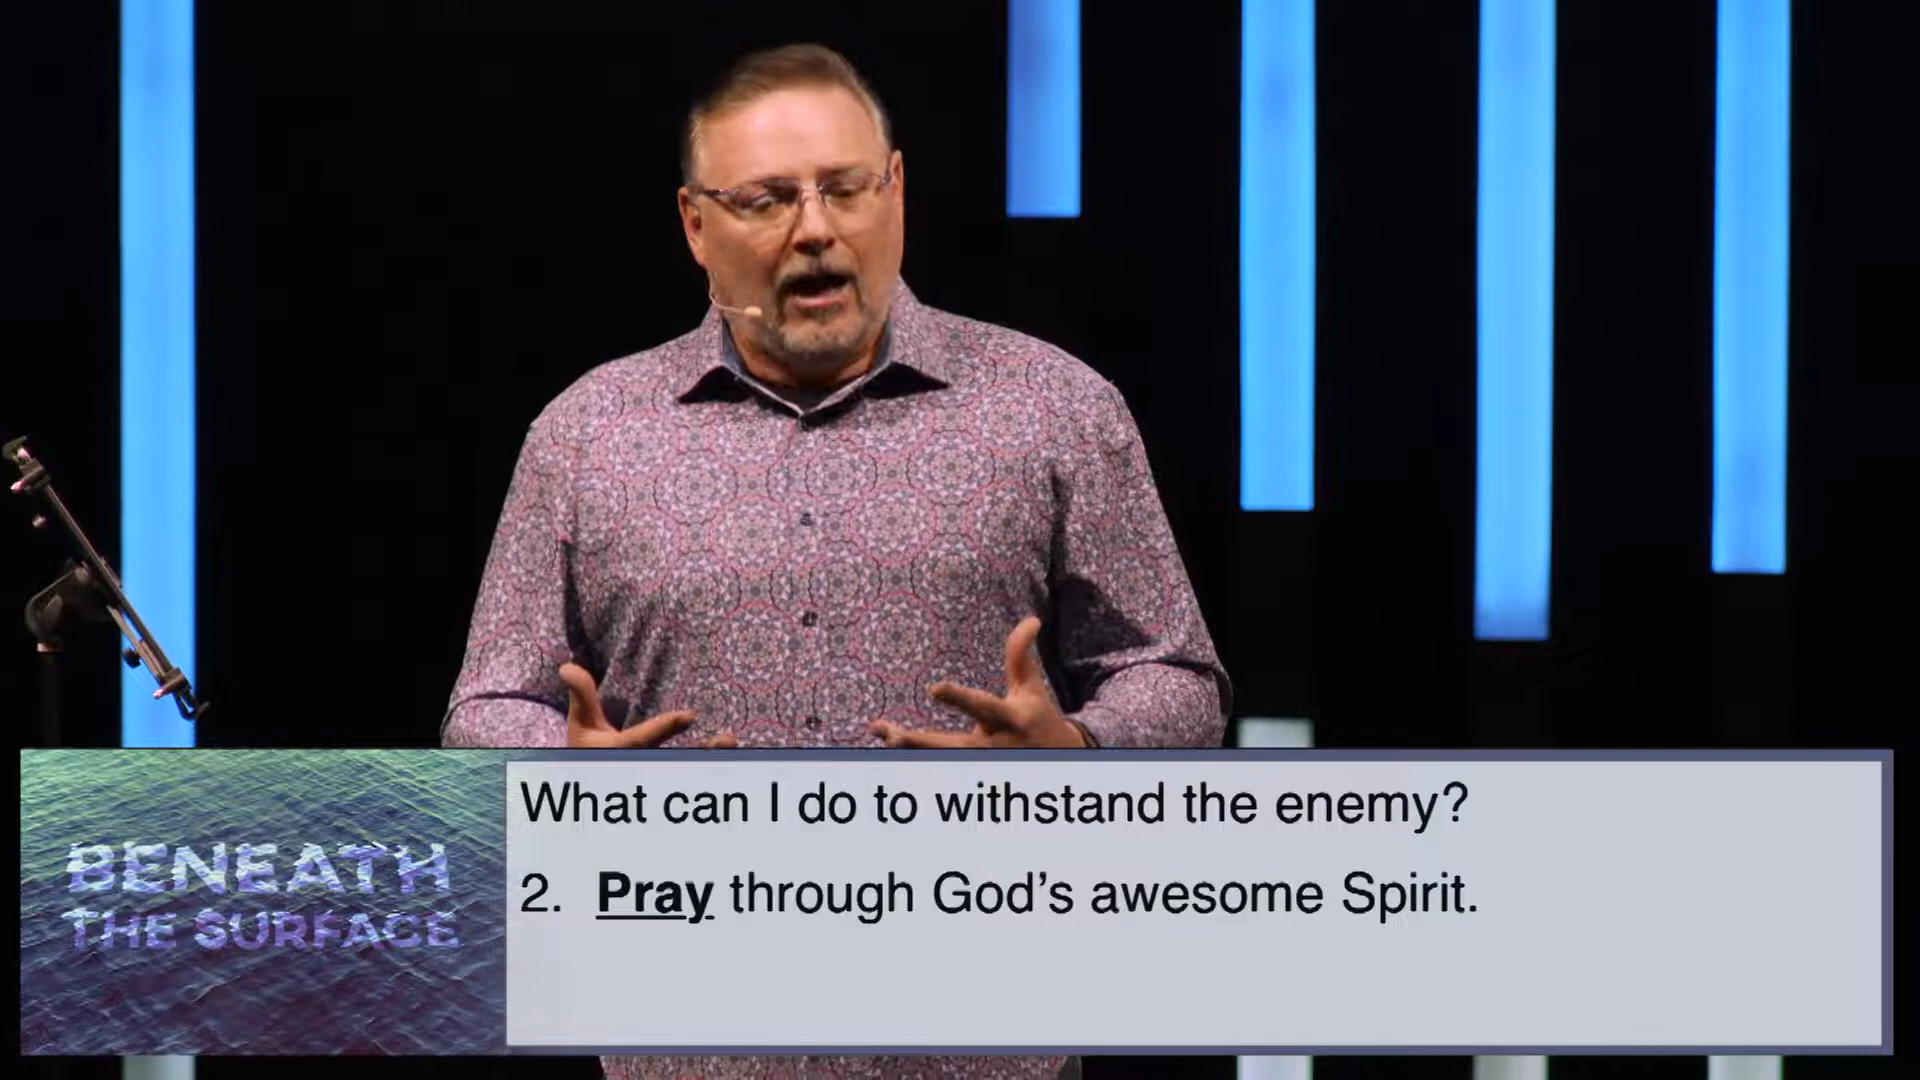 BENEATH
THE SURFACE
What can I do to withstand the enemy?
2. Pray through God’s awesome Spirit.